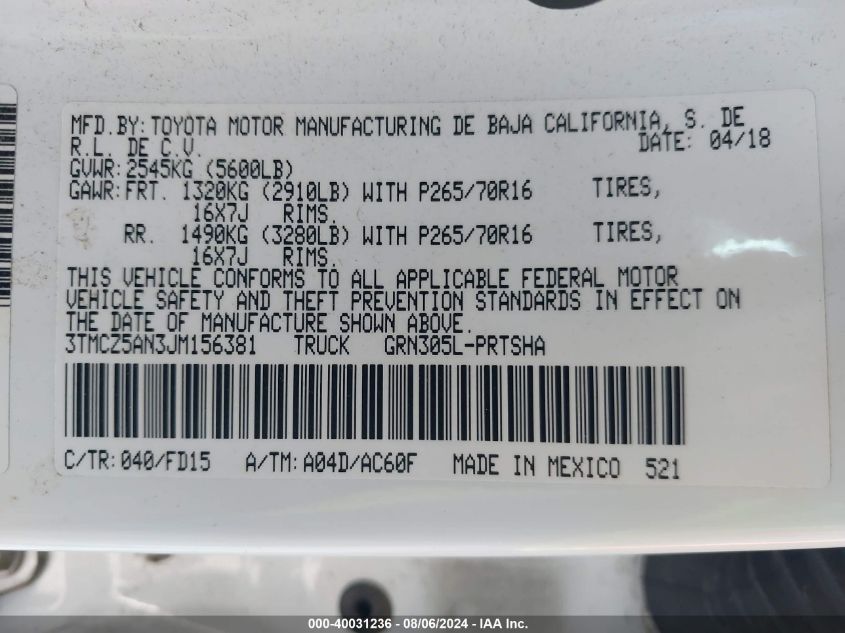 MFD.BY: TOYOTA MOTOR MANUFACTURING DE BAJA CALIFORNIA, S. DE
R.L. DE C.V. DATE: 04/18
GVWR: 2545KG (5600LB)
GAWR: FRT. 1320KG (2910LB) WITH P265/70R16 TIRES,
16X7J RIMS.
RR. 1490KG (3280LB) WITH P265/70R16 TIRES,
16X7J RIMS.
THIS VEHICLE CONFORMS TO ALL APPLICABLE FEDERAL MOTOR
VEHICLE SAFETY AND THEFT PREVENTION STANDARDS IN EFFECT ON
THE DATE OF MANUFACTURE SHOWN ABOVE.
3TMCZ5AN3JM156381 TRUCK GRN305L-PRTSHA
C/TR: 040/FD15 A/TM: A04D/AC60F MADE IN MEXICO 521
000-40031236 - 08/06/2024 - IAA Inc.